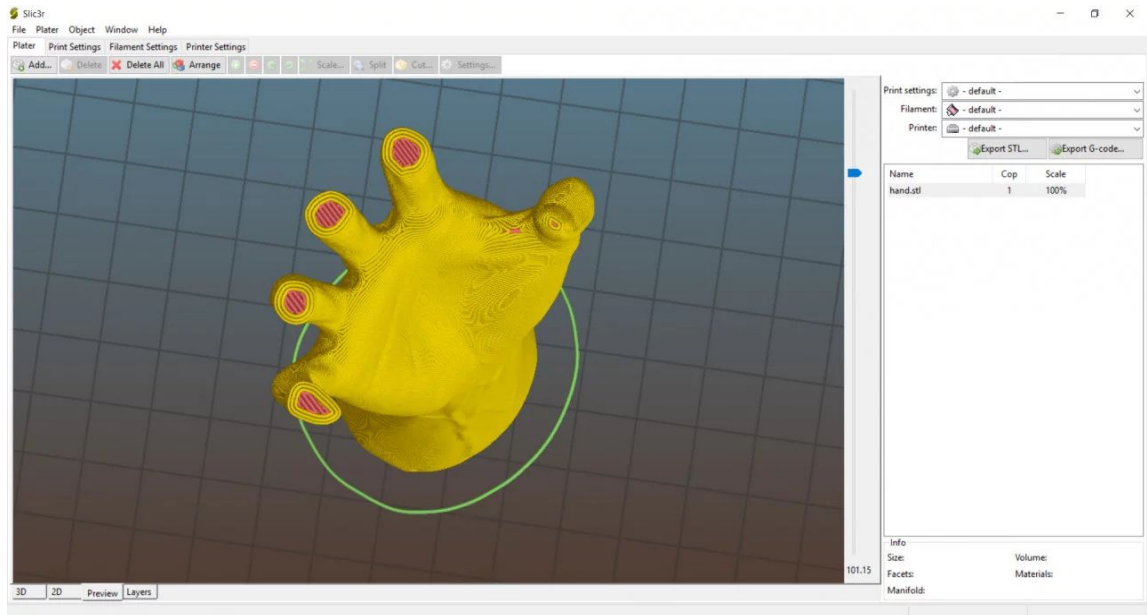 Slic3r
File Plater Object Window Help
Plater Print Settings Filament Settings Printer Settings
Add... Delete Delete All Arrange Scale... Split Cut... Settings...
Print settings: - default -
Filament: - default -
Printer: - default -
Export STL... Export G-code...
Name Cop Scale
hand.stl 1 100%
Info
Size: Volume:
101.15
Facets: Materials:
Manifold:
3D 2D Preview Layers